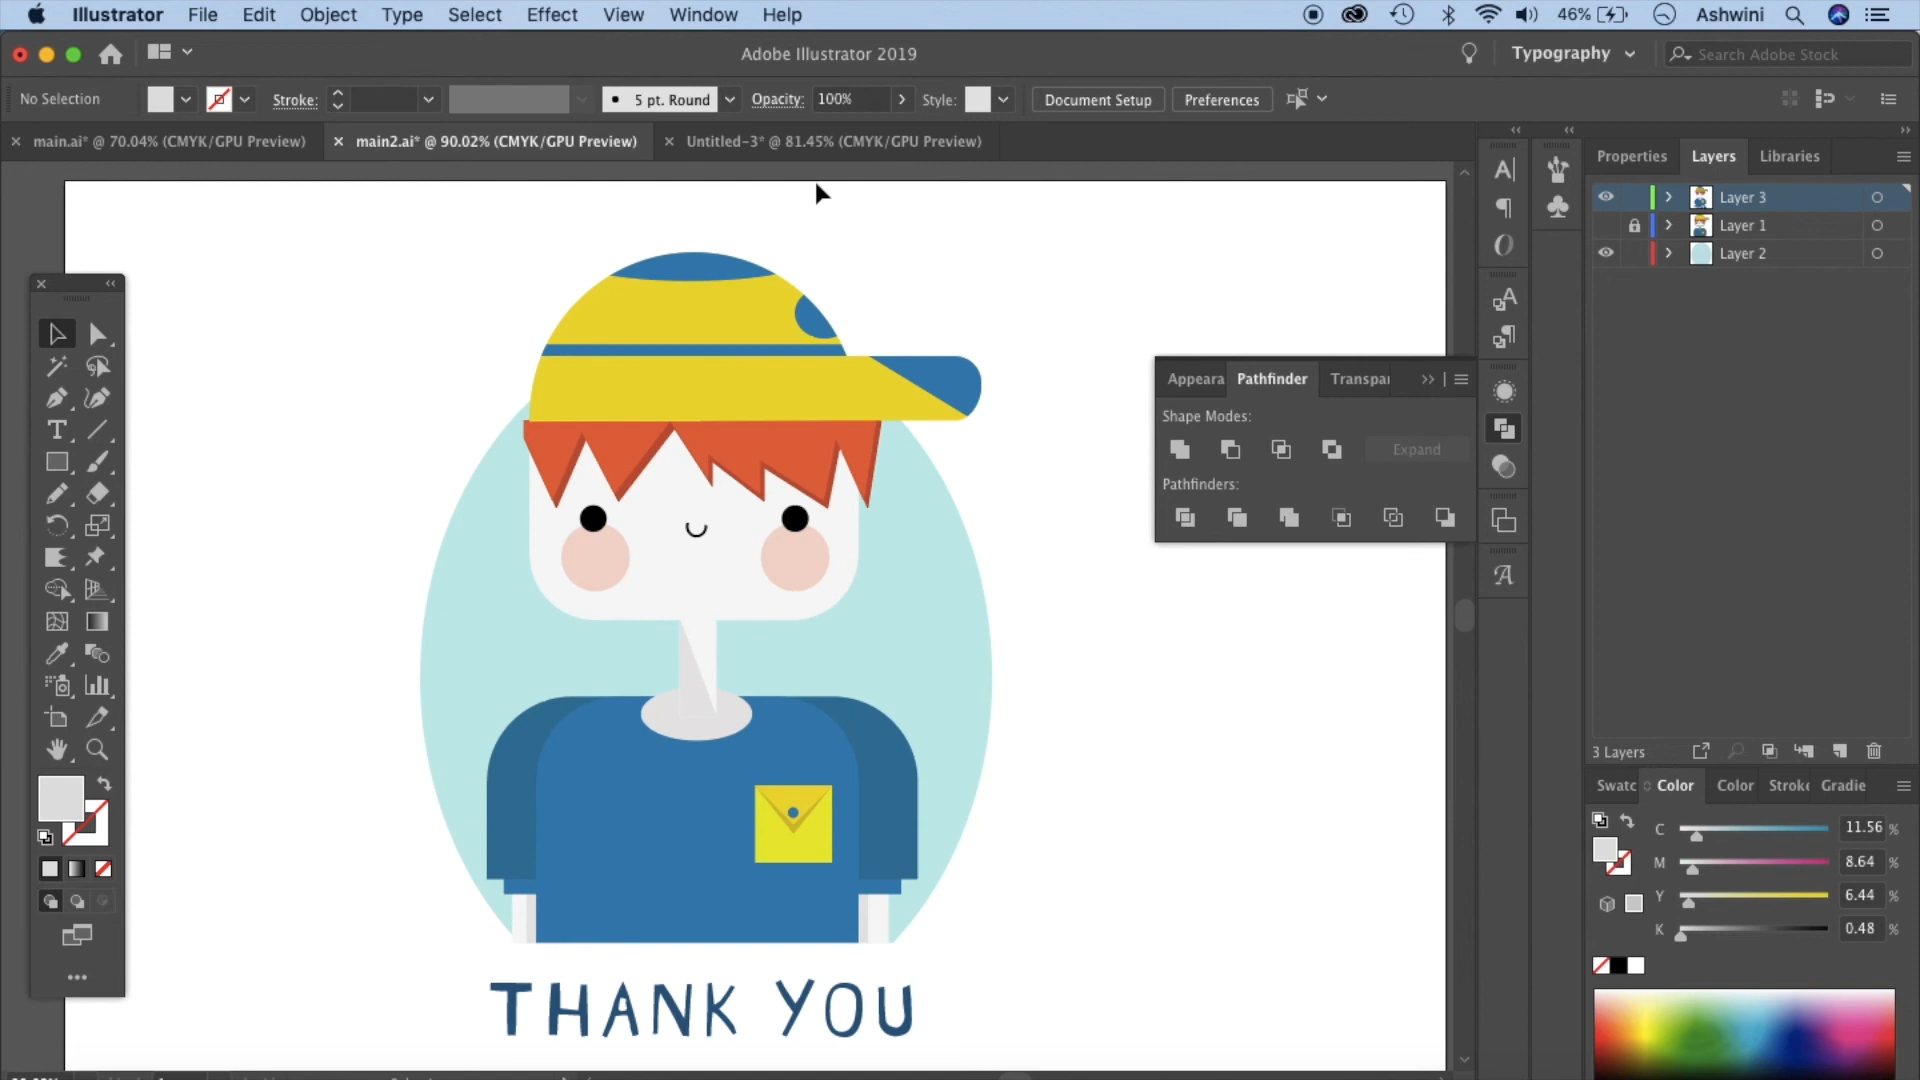 Illustrator File Edit Object Type Select Effect View Window Help 46% Ashwini
Adobe Illustrator 2019 Typography Search Adobe Stock
No Selection Stroke: 5 pt. Round Opacity: 100% Style: Document Setup Preferences
main.ai* @ 70.04% (CMYK/GPU Preview) main2.ai* @ 90.02% (CMYK/GPU Preview) Untitled-3* @ 81.45% (CMYK/GPU Preview)
Properties Layers Libraries
Layer 3
Layer 1
Layer 2
Appeara Pathfinder Transpar
Shape Modes:
Expand
Pathfinders:
3 Layers
Swatc Color Color Stroke Gradie
C 11.56 %
M 8.64 %
Y 6.44 %
K 0.48 %
THANK YOU